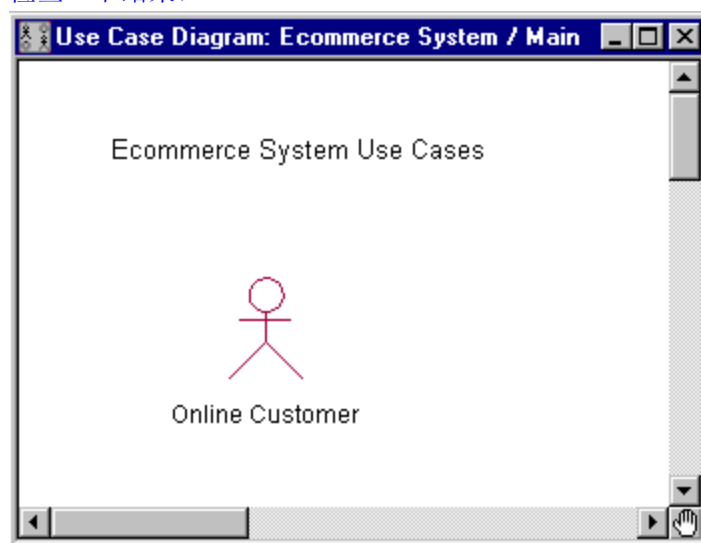 Use Case Diagram: Ecommerce System / Main
Ecommerce System Use Cases
Online Customer